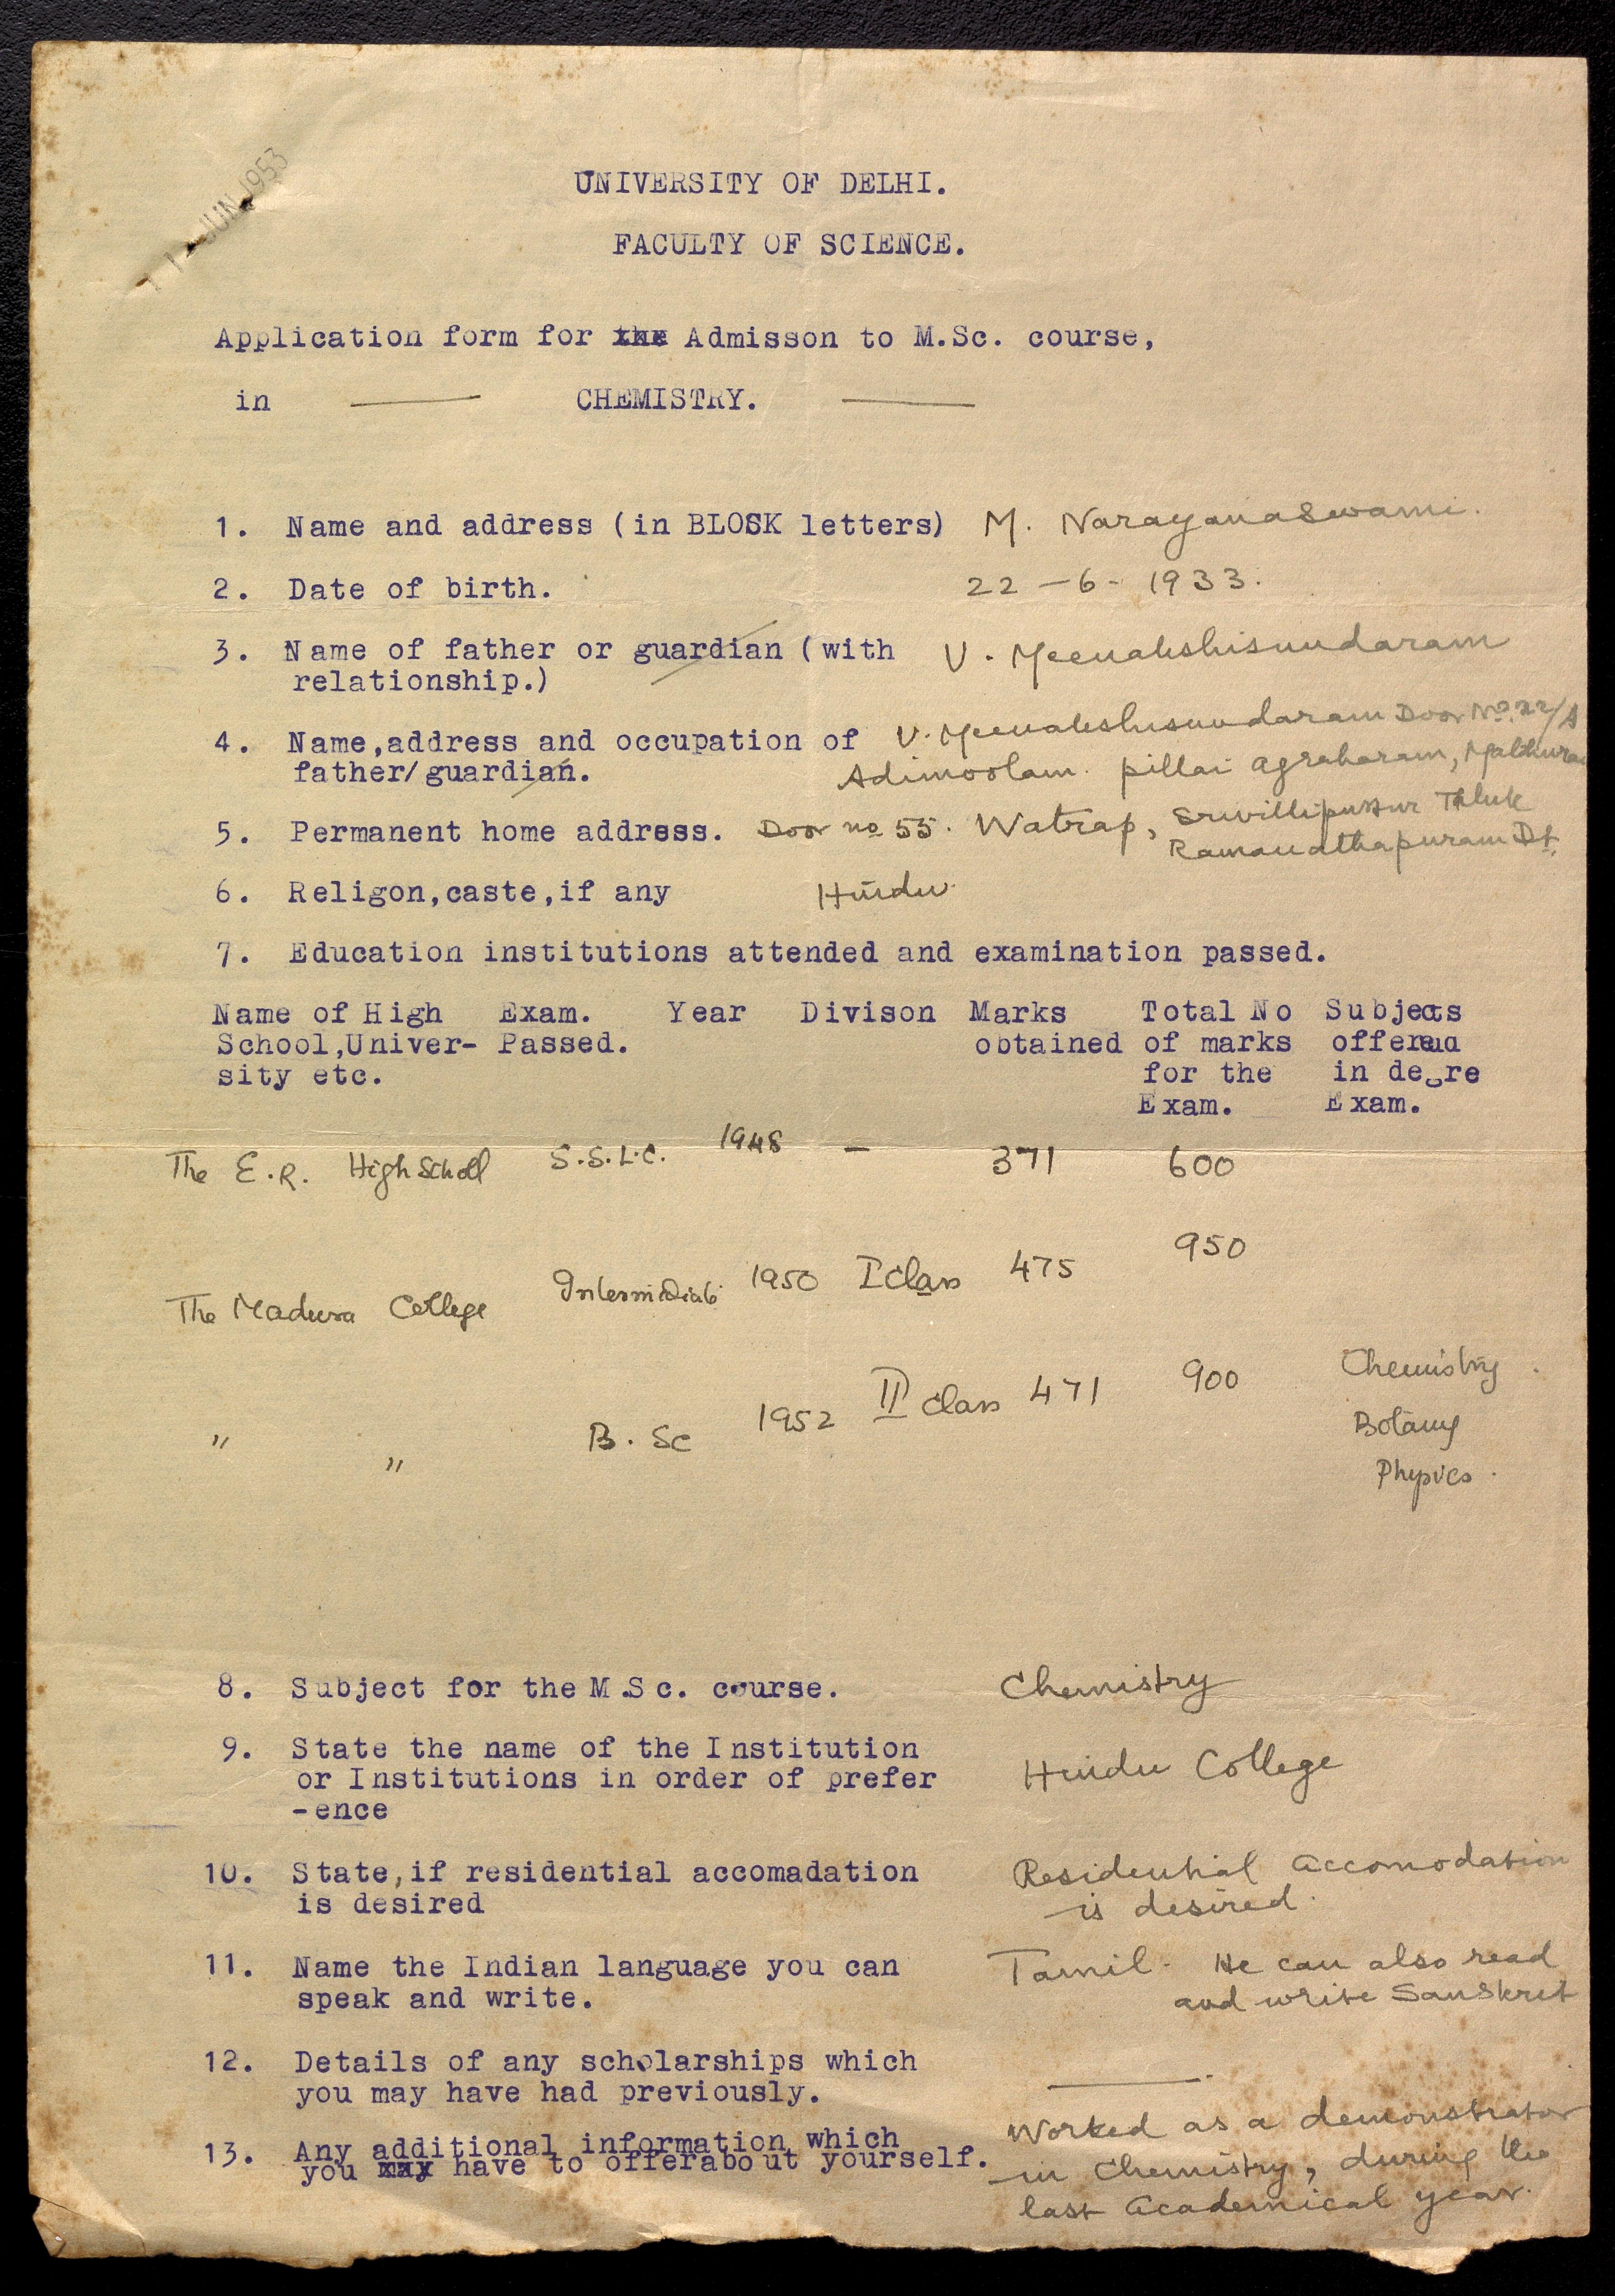 1 - JUN 1953
UNIVERSITY OF DELHI.
FACULTY OF SCIENCE.
Application form for the Admisson to M.Sc. course,
in ——— CHEMISTRY. ———
1. Name and address (in BLOSK letters) M. Narayanaswami.
2. Date of birth. 22 - 6 - 1933.
3. Name of father or guardian (with V. Meenakshisundaram
relationship.)
4. Name,address and occupation of V. Meenakshisundaram Door No. 22/A
father/guardian. Adimoolam pillai agraharam, Mathurai
5. Permanent home address. Door no 55. Watrap, Srivilliputtur Taluk
Ramanathapuram Dt.
6. Religon,caste,if any Hindu.
7. Education institutions attended and examination passed.
Name of High Exam. Year Divison Marks Total No Subjects
School,Univer- Passed. obtained of marks offered
sity etc. for the in degre
Exam. Exam.
The E.R. High Scholl S.S.L.C. 1948 — 371 600
The Madura College Intermediate 1950 I Class 475 950
" " B. Sc 1952 II Class 471 900 Chemistry
Botany
Physics.
8. Subject for the M.Sc. course. Chemistry
9. State the name of the Institution
or Institutions in order of prefer Hindu College
-ence
10. State,if residential accomadation Residential accomodation
is desired is desired.
11. Name the Indian language you can Tamil. He can also read
speak and write. and write Sanskrit
12. Details of any scholarships which
you may have had previously. ———.
13. Any additional information which Worked as a demonstrator
you xxy have to offerabout yourself. in Chemistry, during the
last academical year.